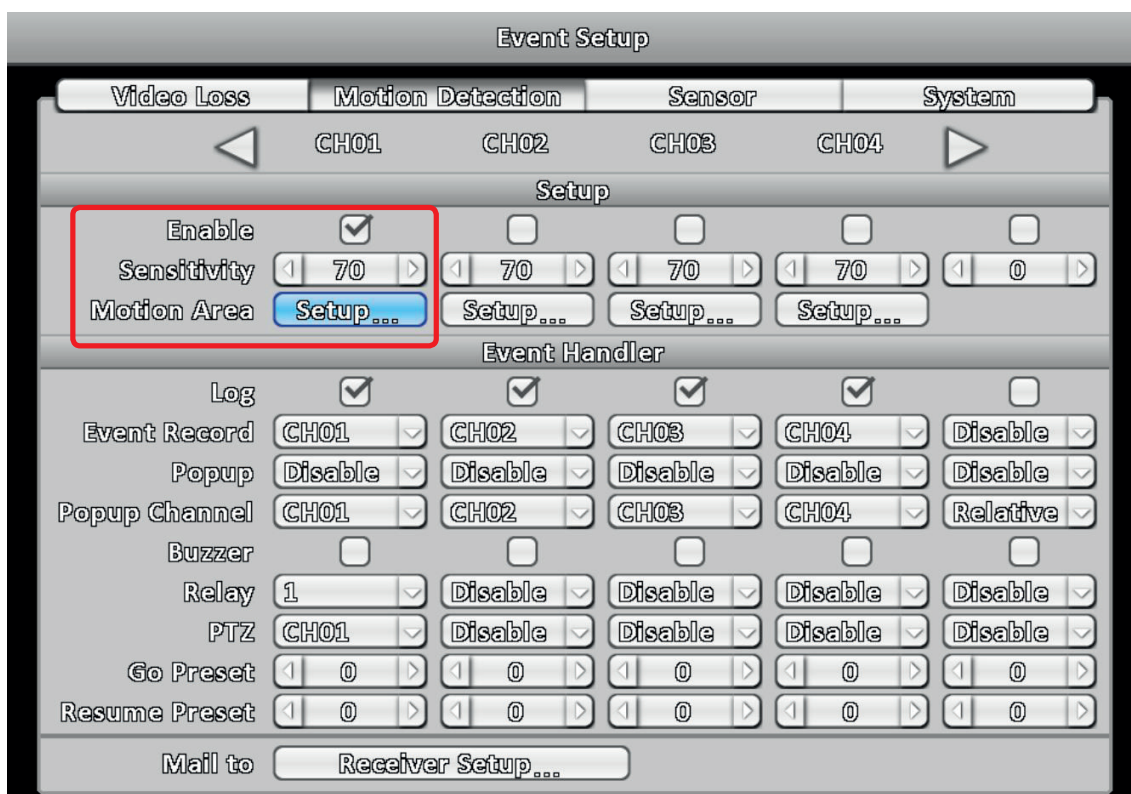 Event Setup
Video Loss Motion Detection Sensor System
CH01 CH02 CH03 CH04
Setup
Enable
Sensitivity 70 70 70 70 0
Motion Area Setup... Setup... Setup... Setup...
Event Handler
Log
Event Record CH01 CH02 CH03 CH04 Disable
Popup Disable Disable Disable Disable Disable
Popup Channel CH01 CH02 CH03 CH04 Relative
Buzzer
Relay 1 Disable Disable Disable Disable
PTZ CH01 Disable Disable Disable Disable
Go Preset 0 0 0 0 0
Resume Preset 0 0 0 0 0
Mail to Receiver Setup...